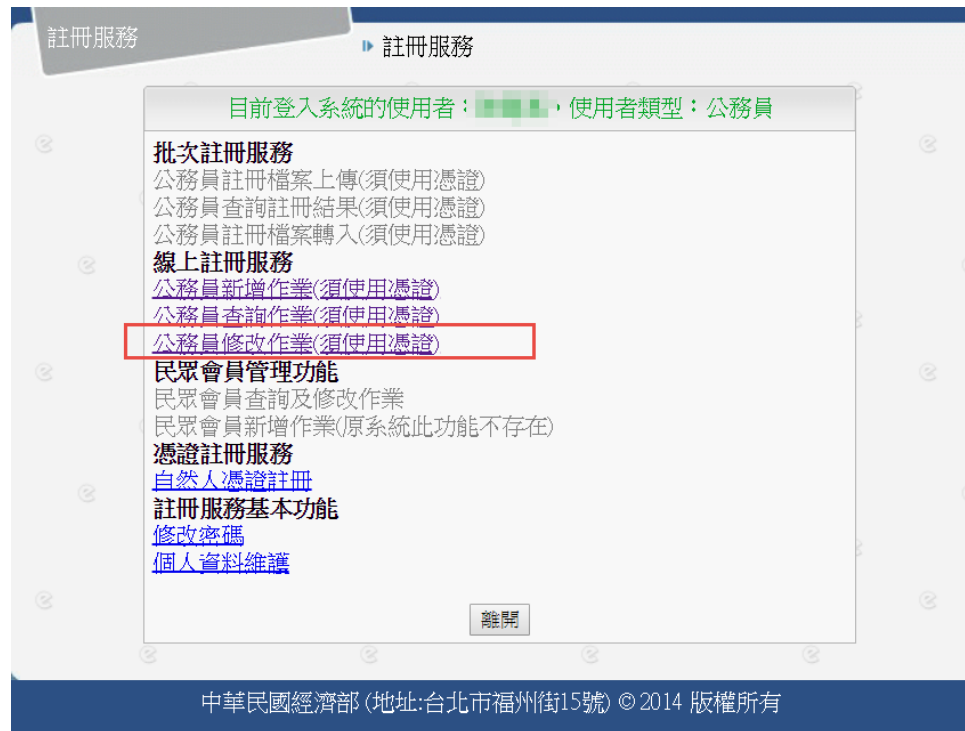 註冊服務
註冊服務
目前登入系統的使用者：，使用者類型：公務員
批次註冊服務
公務員註冊檔案上傳(須使用憑證)
公務員查詢註冊結果(須使用憑證)
公務員註冊檔案轉入(須使用憑證)
線上註冊服務
公務員新增作業(須使用憑證)
公務員查詢作業(須使用憑證)
公務員修改作業(須使用憑證)
民眾會員管理功能
民眾會員查詢及修改作業
民眾會員新增作業(原系統此功能不存在)
憑證註冊服務
自然人憑證註冊
註冊服務基本功能
修改密碼
個人資料維護
離開
中華民國經濟部 (地址:台北市福州街15號) © 2014 版權所有